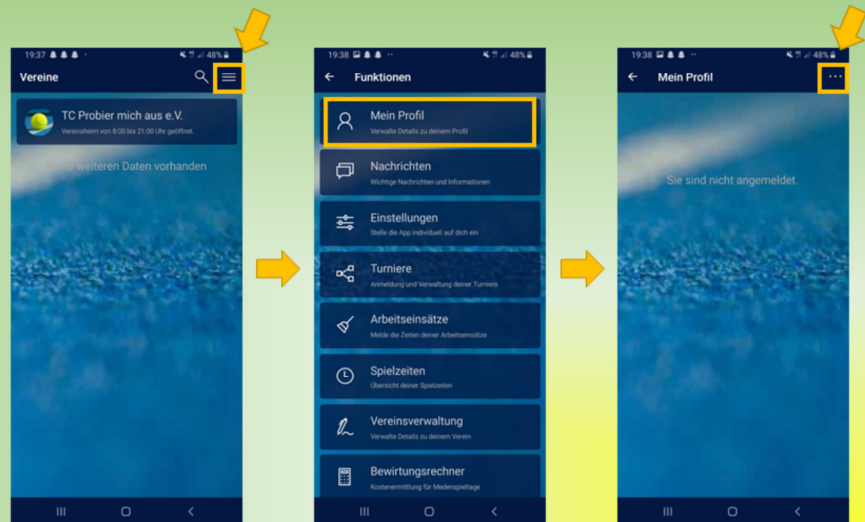 19:37
48%
Vereine
TC Probier mich aus e.V.
Vereinsheim von 8:00 bis 21:00 Uhr geöffnet.
weiteren Daten vorhanden
19:38
48%
Funktionen
Mein Profil
Verwalte Details zu deinem Profil
Nachrichten
Wichtige Nachrichten und Informationen
Einstellungen
Stelle die App individuell auf dich ein
Turniere
Anmeldung und Verwaltung deiner Turniere
Arbeitseinsätze
Melde die Zeiten deiner Arbeitseinsätze
Spielzeiten
Übersicht deiner Spielzeiten
Vereinsverwaltung
Verwalte Details zu deinem Verein
Bewirtungsrechner
Kostenermittlung für Medenspieltage
19:38
48%
Mein Profil
Sie sind nicht angemeldet.